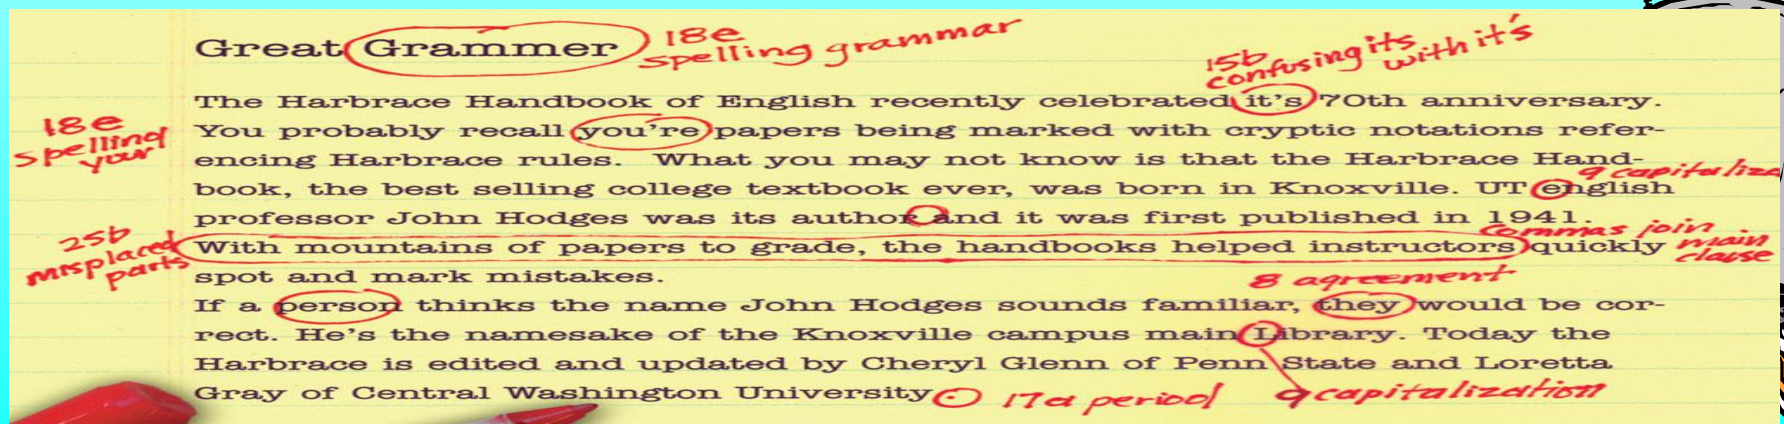 Great Grammer 18e
spelling grammar
15b
confusing its
with it's
The Harbrace Handbook of English recently celebrated it's 70th anniversary.
18e
spelling
your
You probably recall you're papers being marked with cryptic notations refer-
encing Harbrace rules. What you may not know is that the Harbrace Hand-
9 capitaliza
book, the best selling college textbook ever, was born in Knoxville. UT english
professor John Hodges was its author and it was first published in 1941.
commas join
main
clause
25b
misplaced
parts
With mountains of papers to grade, the handbooks helped instructors quickly
spot and mark mistakes.
8 agreement
If a person thinks the name John Hodges sounds familiar, they would be cor-
rect. He's the namesake of the Knoxville campus main Library. Today the
Harbrace is edited and updated by Cheryl Glenn of Penn State and Loretta
Gray of Central Washington University. 17a period 9 capitalization